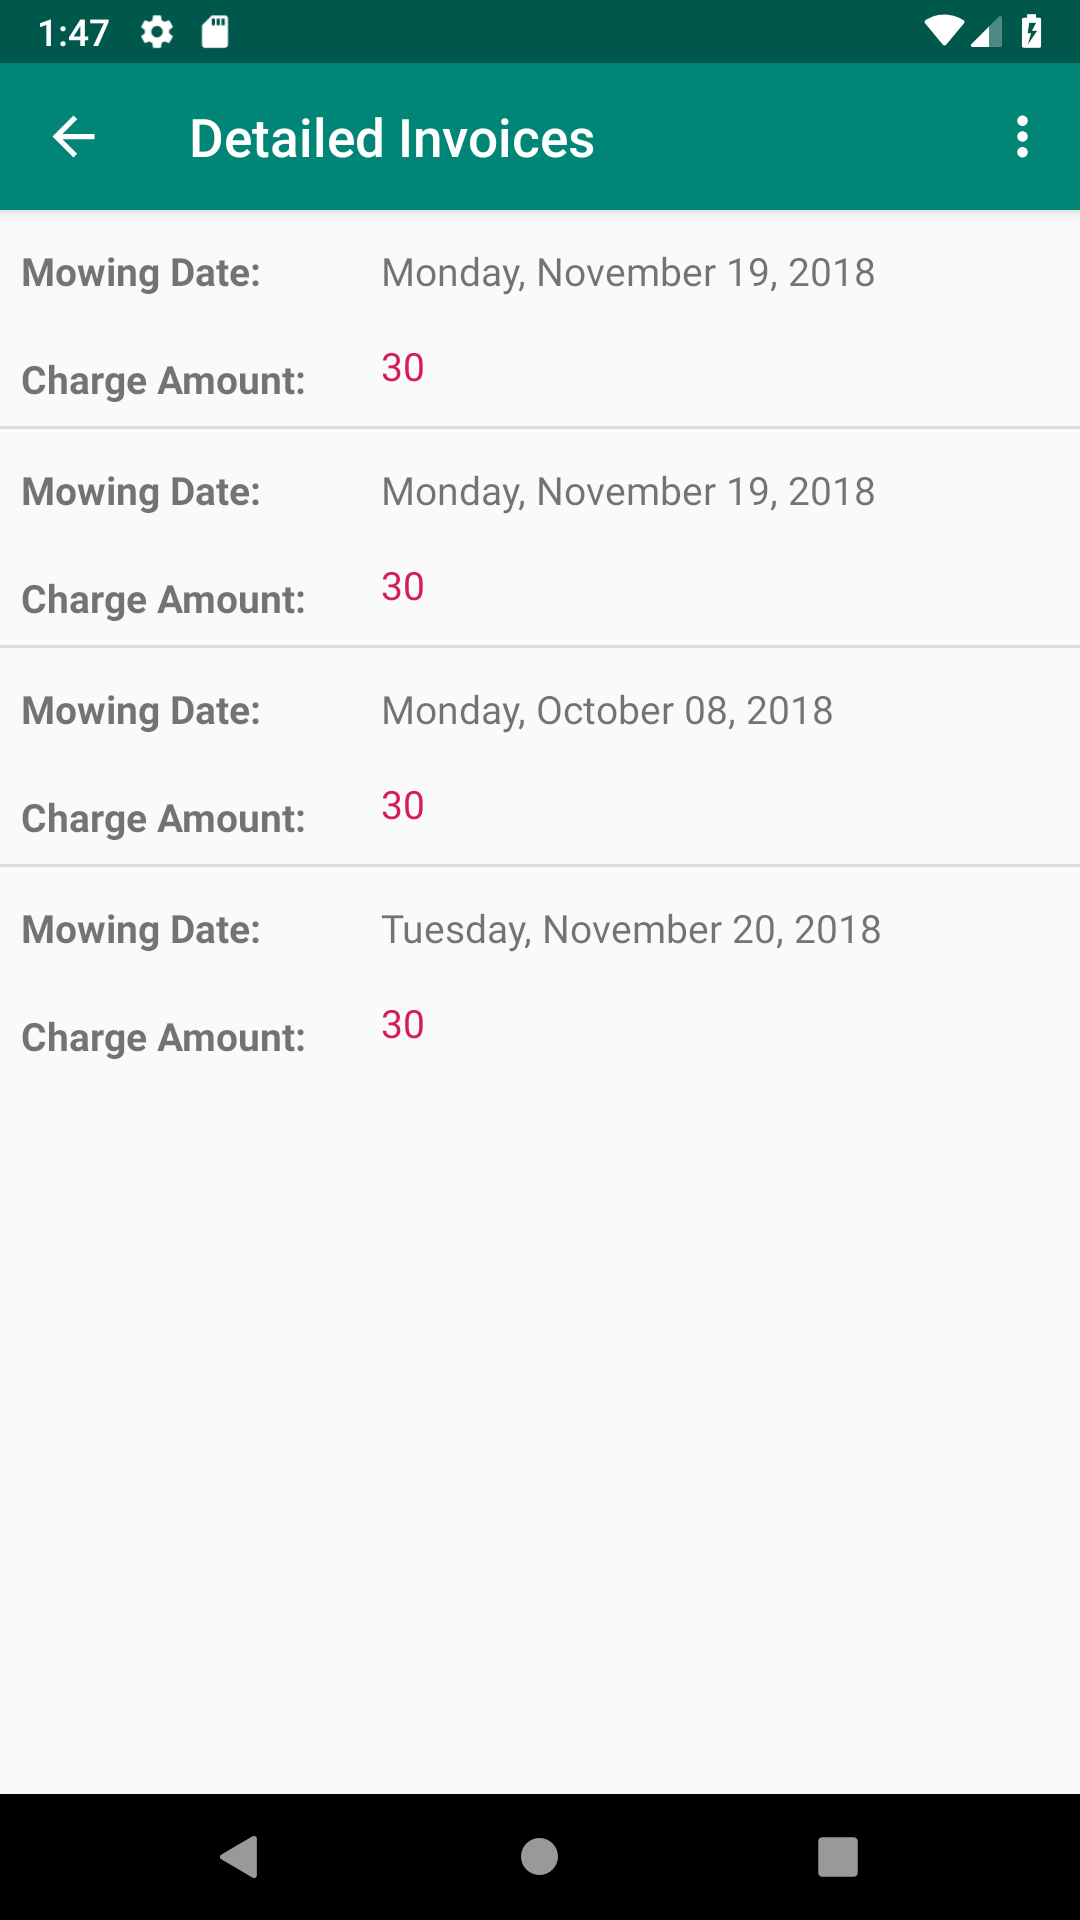 1:47
Detailed Invoices
Mowing Date: Monday, November 19, 2018
Charge Amount: 30
Mowing Date: Monday, November 19, 2018
Charge Amount: 30
Mowing Date: Monday, October 08, 2018
Charge Amount: 30
Mowing Date: Tuesday, November 20, 2018
Charge Amount: 30